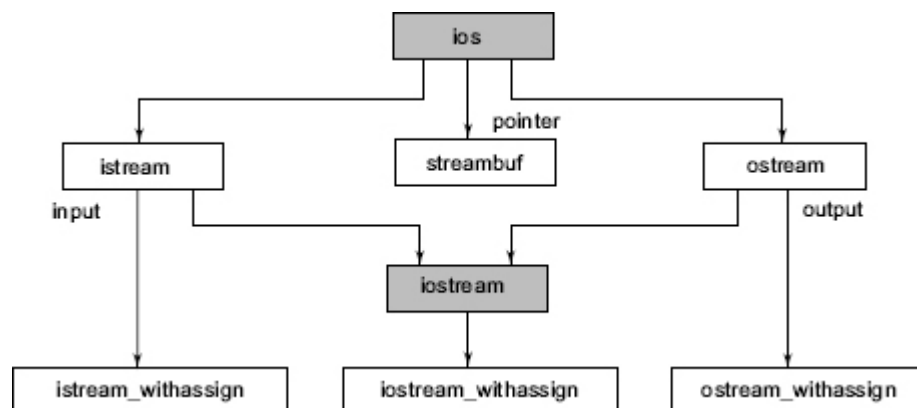 ios
pointer
istream
streambuf
ostream
input
output
iostream
istream_withassign
iostream_withassign
ostream_withassign